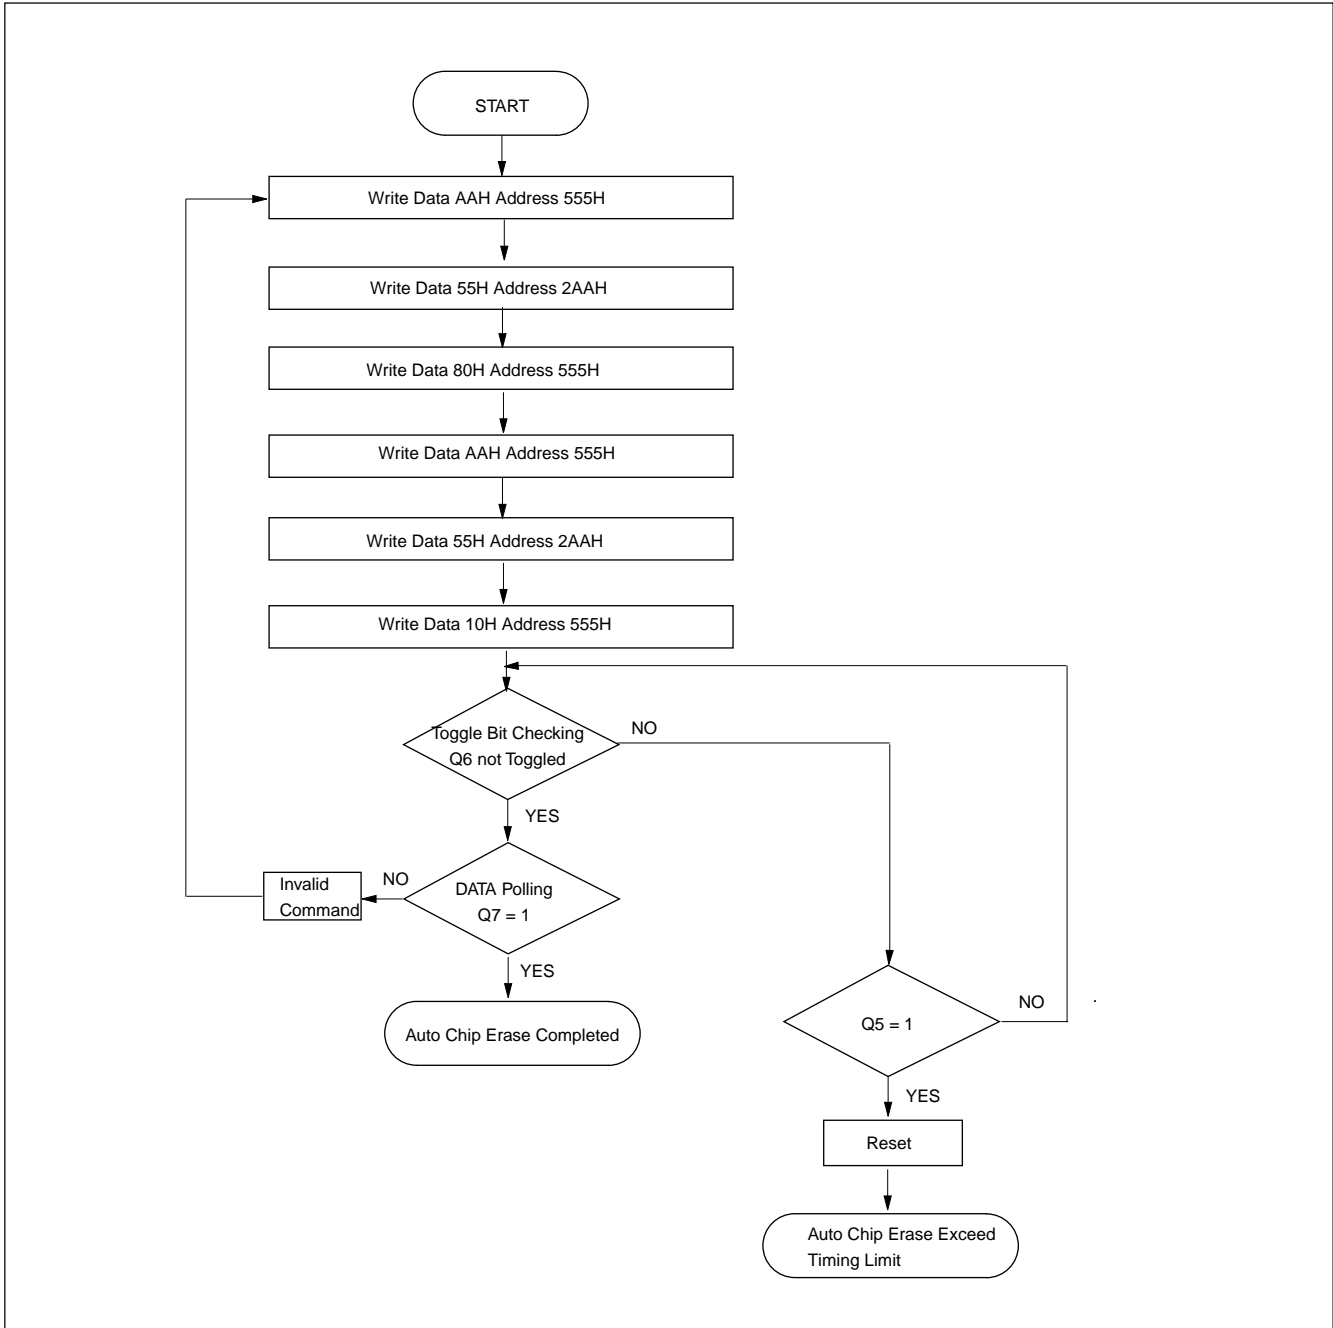 START
Write Data AAH Address 555H
Write Data 55H Address 2AAH
Write Data 80H Address 555H
Write Data AAH Address 555H
Write Data 55H Address 2AAH
Write Data 10H Address 555H
Toggle Bit Checking
Q6 not Toggled
NO
YES
Invalid
Command
NO
DATA Polling
Q7 = 1
YES
Auto Chip Erase Completed
Q5 = 1
NO
YES
Reset
Auto Chip Erase Exceed
Timing Limit